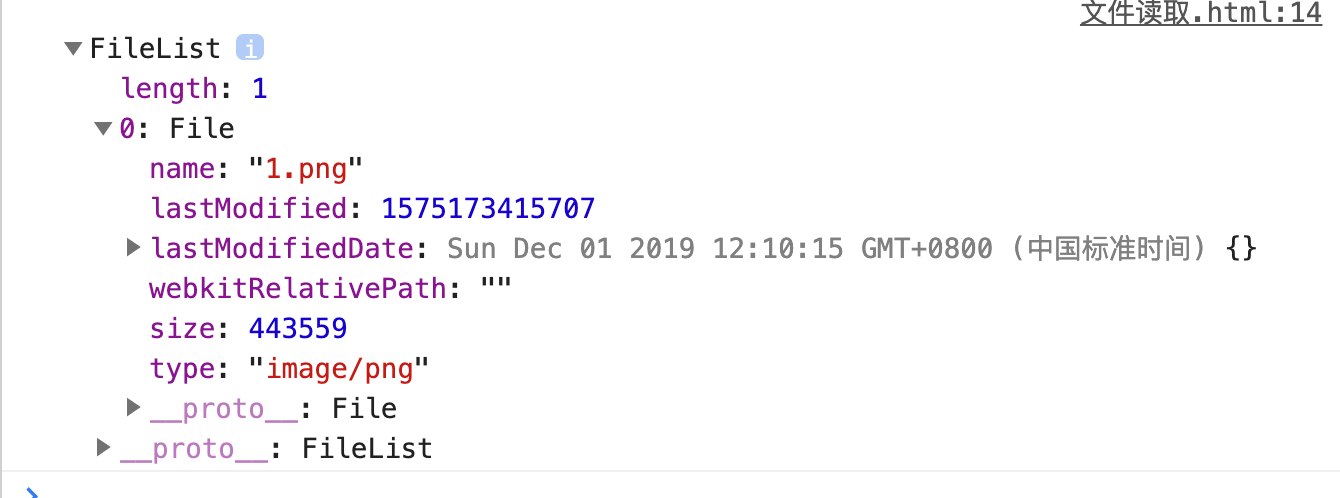 文件读取.html:14
FileList i
length: 1
0: File
name: "1.png"
lastModified: 1575173415707
lastModifiedDate: Sun Dec 01 2019 12:10:15 GMT+0800 (中国标准时间) {}
webkitRelativePath: ""
size: 443559
type: "image/png"
__proto__: File
__proto__: FileList